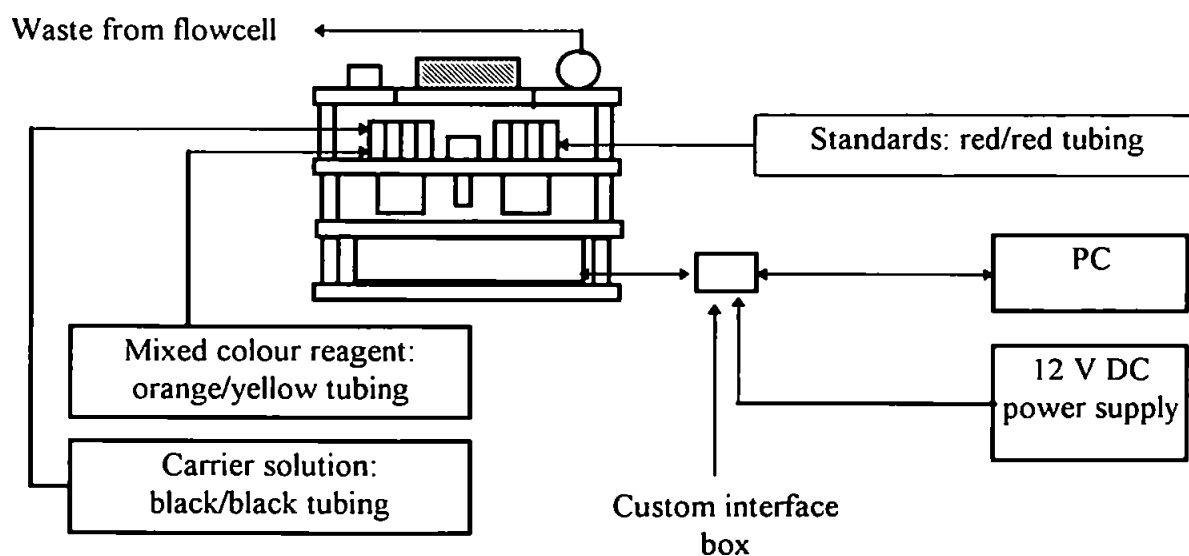 Waste from flowcell
Standards: red/red tubing
PC
Mixed colour reagent:
orange/yellow tubing
12 V DC
power supply
Carrier solution:
black/black tubing
Custom interface
box